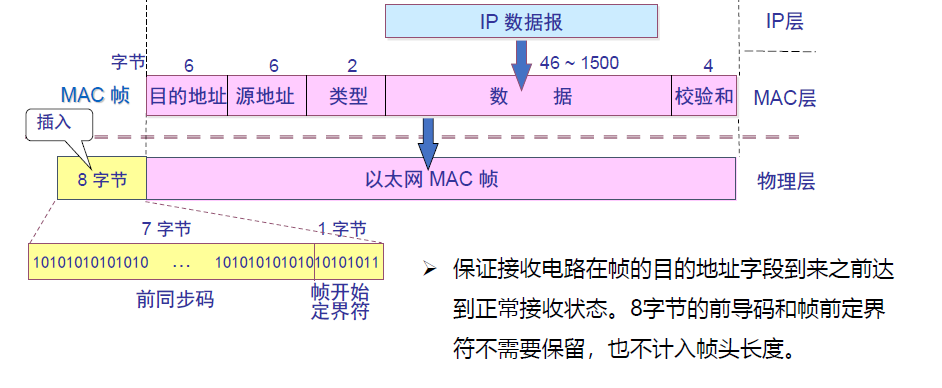 IP 数据报
IP层
字节
6
6
2
46 ~ 1500
4
MAC 帧
目的地址
源地址
类型
数 据
校验和
MAC层
插入
8 字节
以太网 MAC 帧
物理层
7 字节
1 字节
10101010101010 … 101010101010
10101011
前同步码
帧开始
定界符
➢ 保证接收电路在帧的目的地址字段到来之前达
到正常接收状态。8字节的前导码和帧前定界
符不需要保留，也不计入帧头长度。